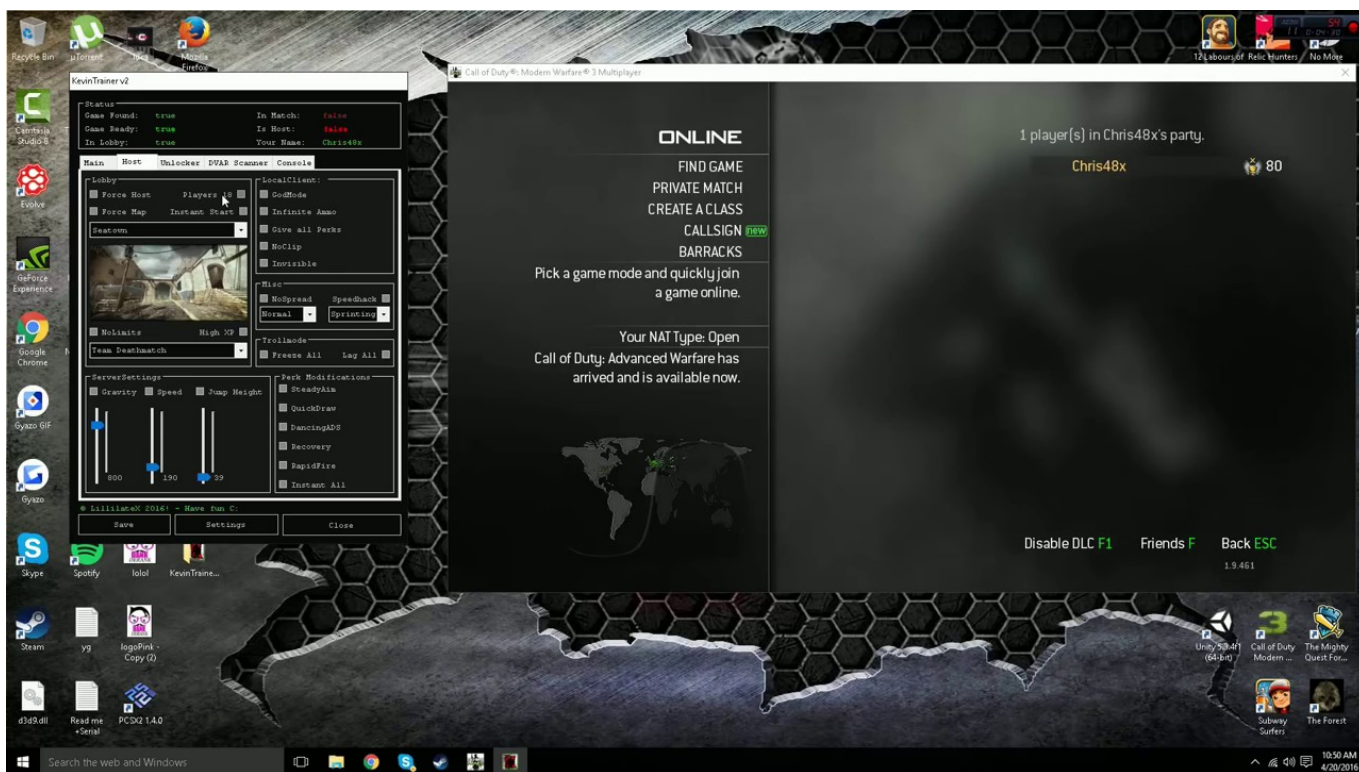 Recycle Bin
µTorrent
Mozilla
Firefox
Camtasia
Studio 8
Evolve
GeForce
Experience
Google
Chrome
Gyazo GIF
Gyazo
Skype
Spotify
lolol
KevinTraine...
Steam
yg
logoPink -
Copy (2)
d3d9.dll
Read me
+Serial
PCSX2 1.4.0
KevinTrainer v2
Status
Game Found: true In Match: false
Game Ready: true Is Host: false
In Lobby: true Your Name: Chris48x
Main Host Unlocker DVAR Scanner Console
Lobby
Force Host Players 18
Force Map Instant Start
Seatown
NoLimits High XP
Team Deathmatch
LocalClient:
GodMode
Infinite Ammo
Give all Perks
NoClip
Invisible
Misc
NoSpread Speedhack
Normal Sprinting
Trollmode
Freeze All Lag All
ServerSettings
Gravity Speed Jump Height
800 190 39
Perk Modifications
SteadyAim
QuickDraw
DancingADS
Recovery
RapidFire
Instant All
© LillilateX 2016! - Have fun C:
Save Settings Close
Call of Duty®: Modern Warfare® 3 Multiplayer
ONLINE
FIND GAME
PRIVATE MATCH
CREATE A CLASS
CALLSIGN new
BARRACKS
Pick a game mode and quickly join
a game online.
Your NAT Type: Open
Call of Duty: Advanced Warfare has
arrived and is available now.
1 player(s) in Chris48x's party.
Chris48x 80
Disable DLC F1 Friends F Back ESC
1.9.461
12 Labours of
Relic Hunters
No More
54
Unity 5.3.4f1
(64-bit)
Call of Duty
Modern ...
The Mighty
Quest For...
Subway
Surfers
The Forest
Search the web and Windows
10:50 AM
4/20/2016